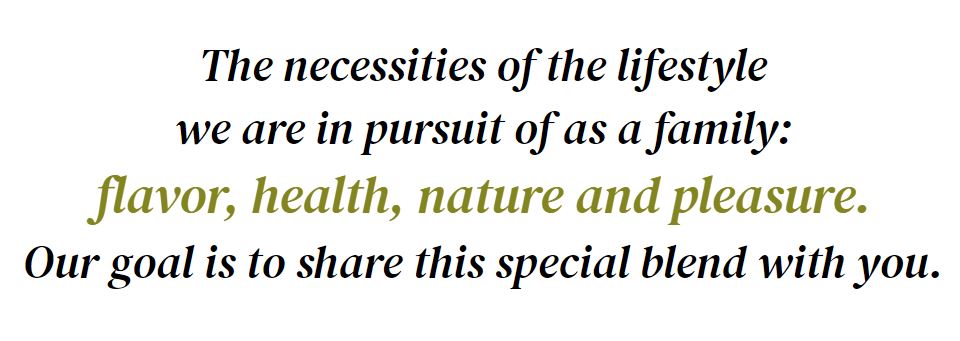 The necessities of the lifestyle
we are in pursuit of as a family:
flavor, health, nature and pleasure.
Our goal is to share this special blend with you.